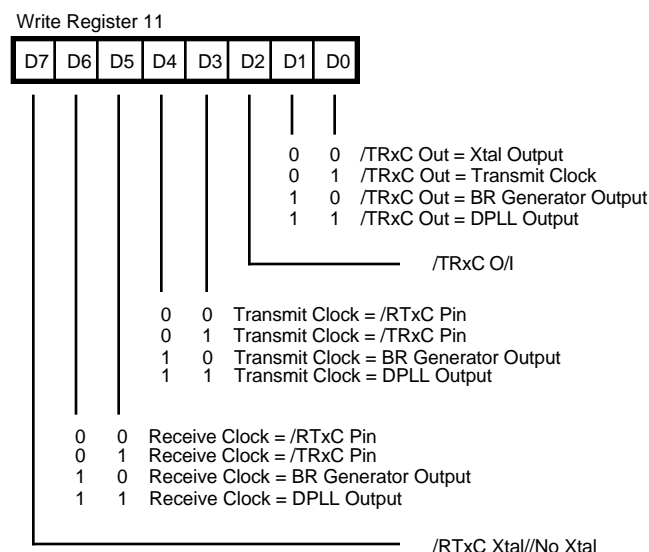 Write Register 11
D7 D6 D5 D4 D3 D2 D1 D0
0 0 /TRxC Out = Xtal Output
0 1 /TRxC Out = Transmit Clock
1 0 /TRxC Out = BR Generator Output
1 1 /TRxC Out = DPLL Output
/TRxC O/I
0 0 Transmit Clock = /RTxC Pin
0 1 Transmit Clock = /TRxC Pin
1 0 Transmit Clock = BR Generator Output
1 1 Transmit Clock = DPLL Output
0 0 Receive Clock = /RTxC Pin
0 1 Receive Clock = /TRxC Pin
1 0 Receive Clock = BR Generator Output
1 1 Receive Clock = DPLL Output
/RTxC Xtal//No Xtal